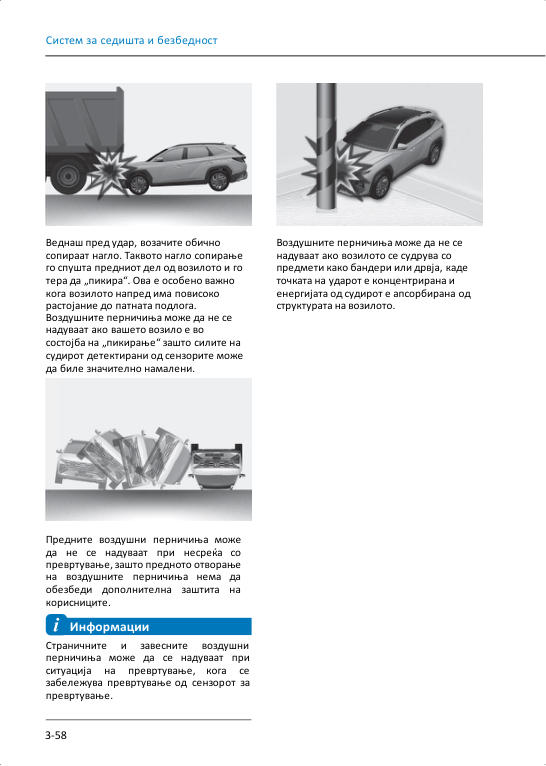 Систем за седишта и безбедност
Веднаш пред удар, возачите обично
сопираат нагло. Таквото нагло сопирање
го спушта предниот дел од возилото и го
тера да „пикира“. Ова е особено важно
кога возилото напред има повисоко
растојание до патната подлога.
Воздушните перничиња може да не се
надуваат ако вашето возило е во
состојба на „пикирање“ зашто силите на
судирот детектирани од сензорите може
да биле значително намалени.
Предните воздушни перничиња може
да не се надуваат при несреќа со
превртување, зашто предното отворање
на воздушните перничиња нема да
обезбеди дополнителна заштита на
корисниците.
i Информации
Страничните и завесните воздушни
перничиња може да се надуваат при
ситуација на превртување, кога се
забележува превртување од сензорот за
превртување.
Воздушните перничиња може да не се
надуваат ако возилото се судрува со
предмети како бандери или дрвја, каде
точката на ударот е концентрирана и
енергијата од судирот е апсорбирана од
структурата на возилото.
3-58